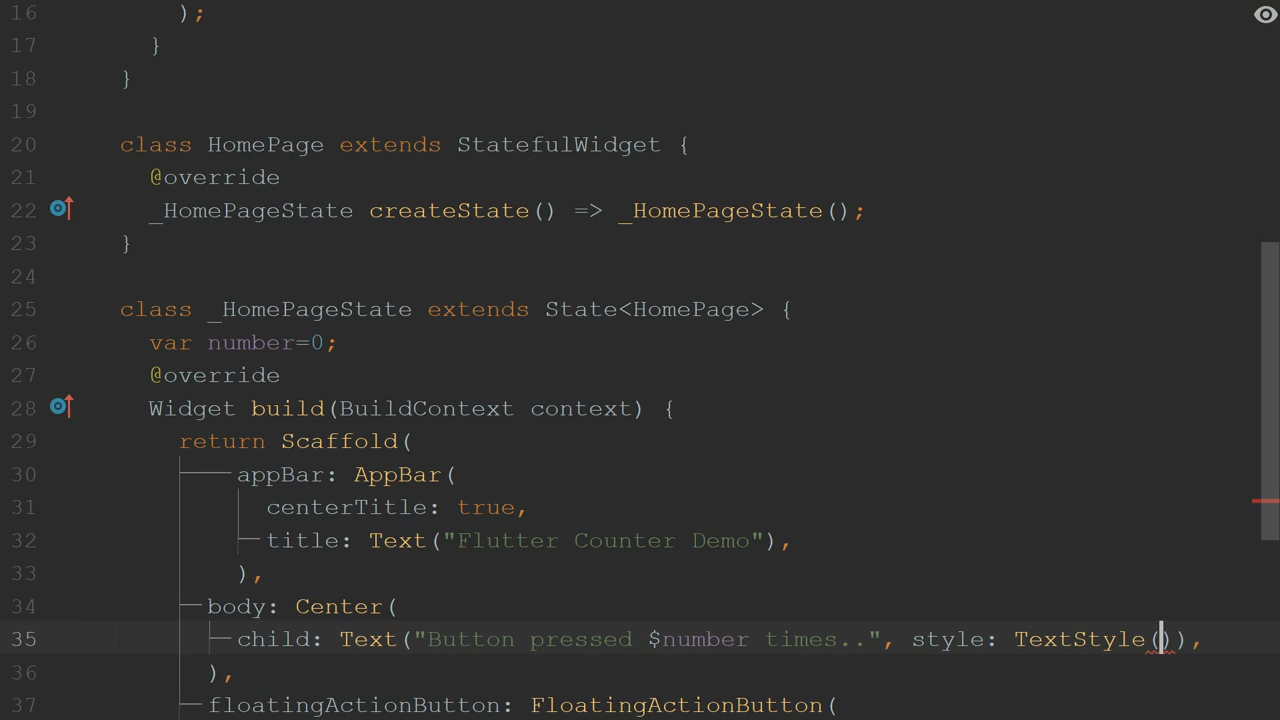 16 );
17 }
18 }
19
20 class HomePage extends StatefulWidget {
21 @override
22 _HomePageState createState() => _HomePageState();
23 }
24
25 class _HomePageState extends State<HomePage> {
26 var number=0;
27 @override
28 Widget build(BuildContext context) {
29 return Scaffold(
30 appBar: AppBar(
31 centerTitle: true,
32 title: Text("Flutter Counter Demo"),
33 ),
34 body: Center(
35 child: Text("Button pressed $number times..", style: TextStyle()),
36 ),
37 floatingActionButton: FloatingActionButton(